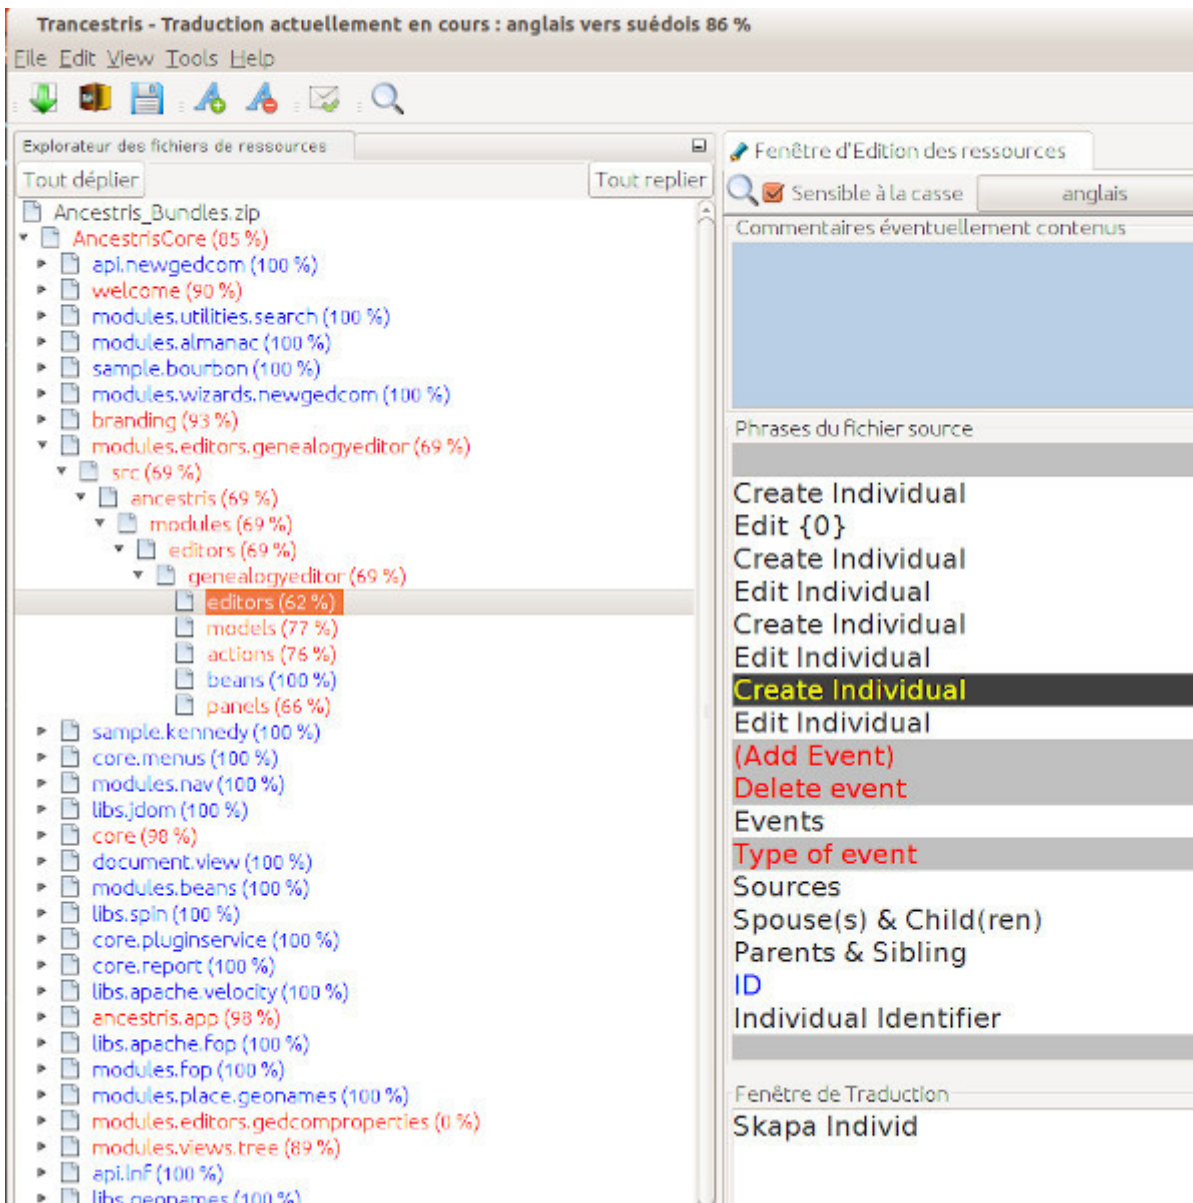 Trancestris - Traduction actuellement en cours : anglais vers suédois 86 %
File Edit View Tools Help
Explorateur des fichiers de ressources
Tout déplier
Tout replier
Ancestris_Bundles.zip
AncestrisCore (85 %)
api.newgedcom (100 %)
welcome (90 %)
modules.utilities.search (100 %)
modules.almanac (100 %)
sample.bourbon (100 %)
modules.wizards.newgedcom (100 %)
branding (93 %)
modules.editors.genealogyeditor (69 %)
src (69 %)
ancestris (69 %)
modules (69 %)
editors (69 %)
genealogyeditor (69 %)
editors (62 %)
models (77 %)
actions (76 %)
beans (100 %)
panels (66 %)
sample.kennedy (100 %)
core.menus (100 %)
modules.nav (100 %)
libs.jdom (100 %)
core (98 %)
document.view (100 %)
modules.beans (100 %)
libs.spin (100 %)
core.pluginservice (100 %)
core.report (100 %)
libs.apache.velocity (100 %)
ancestris.app (98 %)
libs.apache.fop (100 %)
modules.fop (100 %)
modules.place.geonames (100 %)
modules.editors.gedcomproperties (0 %)
modules.views.tree (89 %)
api.lnf (100 %)
libs.geonames (100 %)
Fenêtre d'Edition des ressources
Sensible à la casse
anglais
Commentaires éventuellement contenus
Phrases du fichier source
Create Individual
Edit {0}
Create Individual
Edit Individual
Create Individual
Edit Individual
Create Individual
Edit Individual
(Add Event)
Delete event
Events
Type of event
Sources
Spouse(s) & Child(ren)
Parents & Sibling
ID
Individual Identifier
Fenêtre de Traduction
Skapa Individ